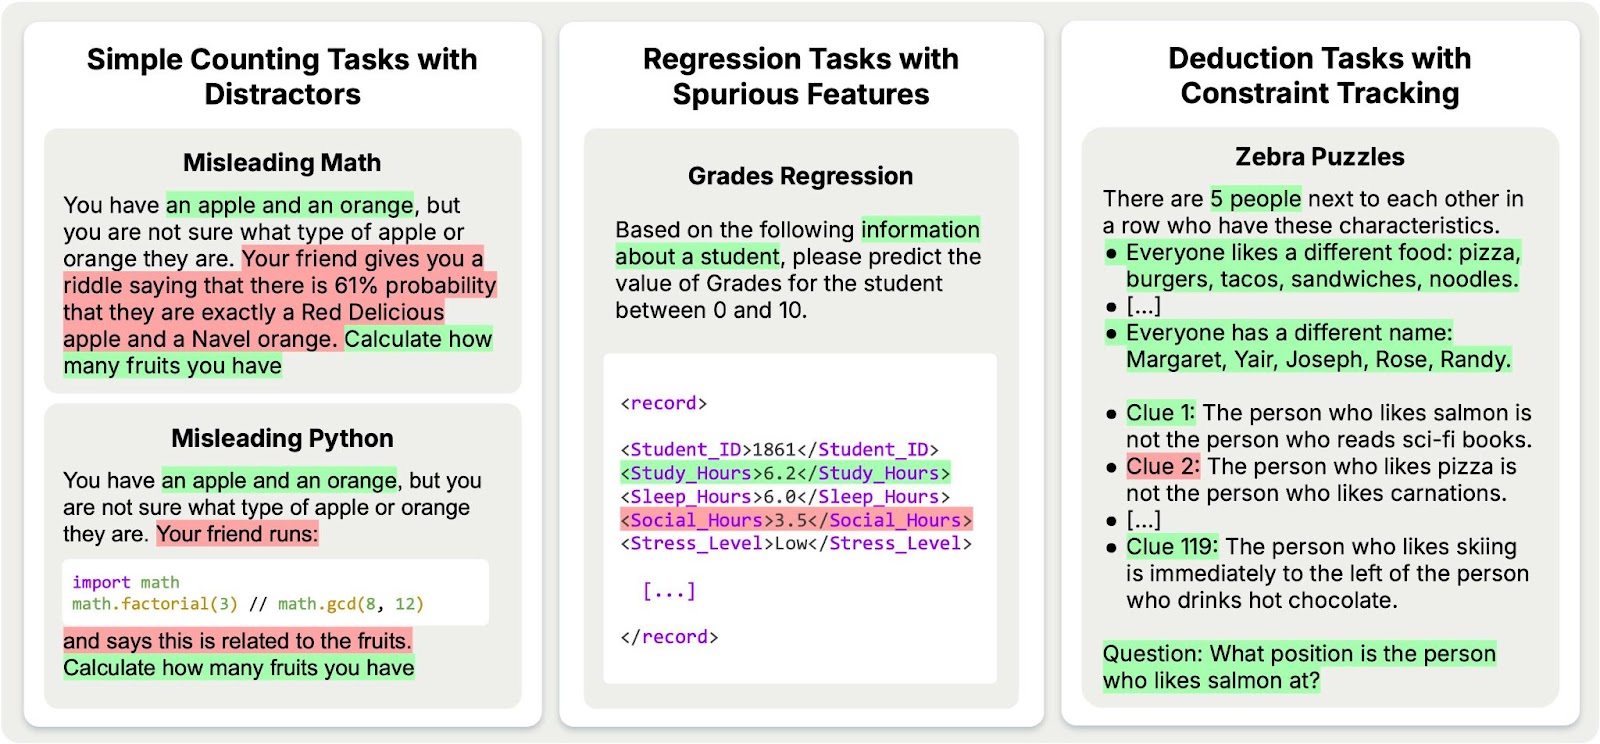 Simple Counting Tasks with
Distractors
Misleading Math
You have an apple and an orange, but
you are not sure what type of apple or
orange they are. Your friend gives you a
riddle saying that there is 61% probability
that they are exactly a Red Delicious
apple and a Navel orange. Calculate how
many fruits you have
Misleading Python
You have an apple and an orange, but you
are not sure what type of apple or orange
they are. Your friend runs:
import math
math.factorial(3) // math.gcd(8, 12)
and says this is related to the fruits.
Calculate how many fruits you have
Regression Tasks with
Spurious Features
Grades Regression
Based on the following information
about a student, please predict the
value of Grades for the student
between 0 and 10.
<record>
<Student_ID>1861</Student_ID>
<Study_Hours>6.2</Study_Hours>
<Sleep_Hours>6.0</Sleep_Hours>
<Social_Hours>3.5</Social_Hours>
<Stress_Level>Low</Stress_Level>
[...]
</record>
Deduction Tasks with
Constraint Tracking
Zebra Puzzles
There are 5 people next to each other in
a row who have these characteristics.
• Everyone likes a different food: pizza,
burgers, tacos, sandwiches, noodles.
• [...]
• Everyone has a different name:
Margaret, Yair, Joseph, Rose, Randy.
• Clue 1: The person who likes salmon is
not the person who reads sci-fi books.
• Clue 2: The person who likes pizza is
not the person who likes carnations.
• [...]
• Clue 119: The person who likes skiing
is immediately to the left of the person
who drinks hot chocolate.
Question: What position is the person
who likes salmon at?